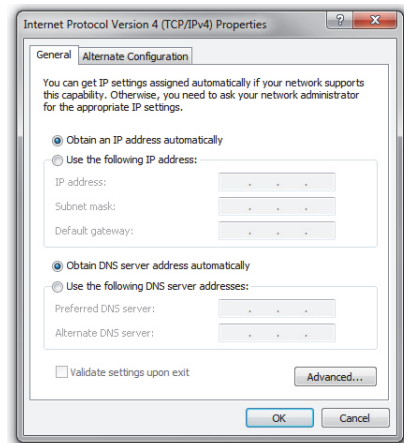 Internet Protocol Version 4 (TCP/IPv4) Properties
General
Alternate Configuration
You can get IP settings assigned automatically if your network supports
this capability. Otherwise, you need to ask your network administrator
for the appropriate IP settings.
Obtain an IP address automatically
Use the following IP address:
IP address:
Subnet mask:
Default gateway:
Obtain DNS server address automatically
Use the following DNS server addresses:
Preferred DNS server:
Alternate DNS server:
Validate settings upon exit
Advanced...
OK
Cancel